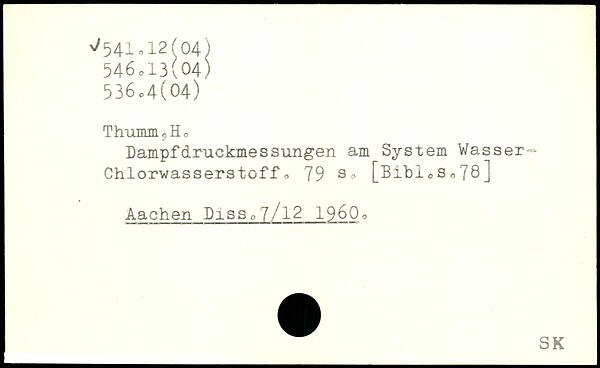 ✓541.12(04)
546.13(04)
536.4(04)
Thumm,H.
Dampfdruckmessungen am System Wasser-
Chlorwasserstoff. 79 s. [Bibl.s.78]
Aachen Diss.7/12 1960.
SK